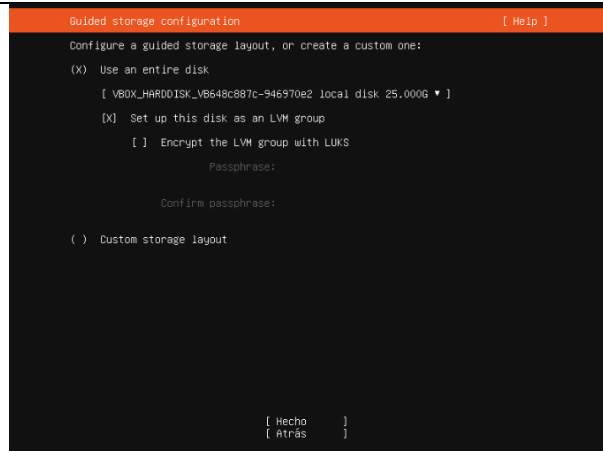 Guided storage configuration [ Help ]
Configure a guided storage layout, or create a custom one:
(X) Use an entire disk
[ VBOX_HARDDISK_VB648c887c-946970e2 local disk 25.000G ▾ ]
[X] Set up this disk as an LVM group
[ ] Encrypt the LVM group with LUKS
Passphrase:
Confirm passphrase:
( ) Custom storage layout
[ Hecho ]
[ Atrás ]